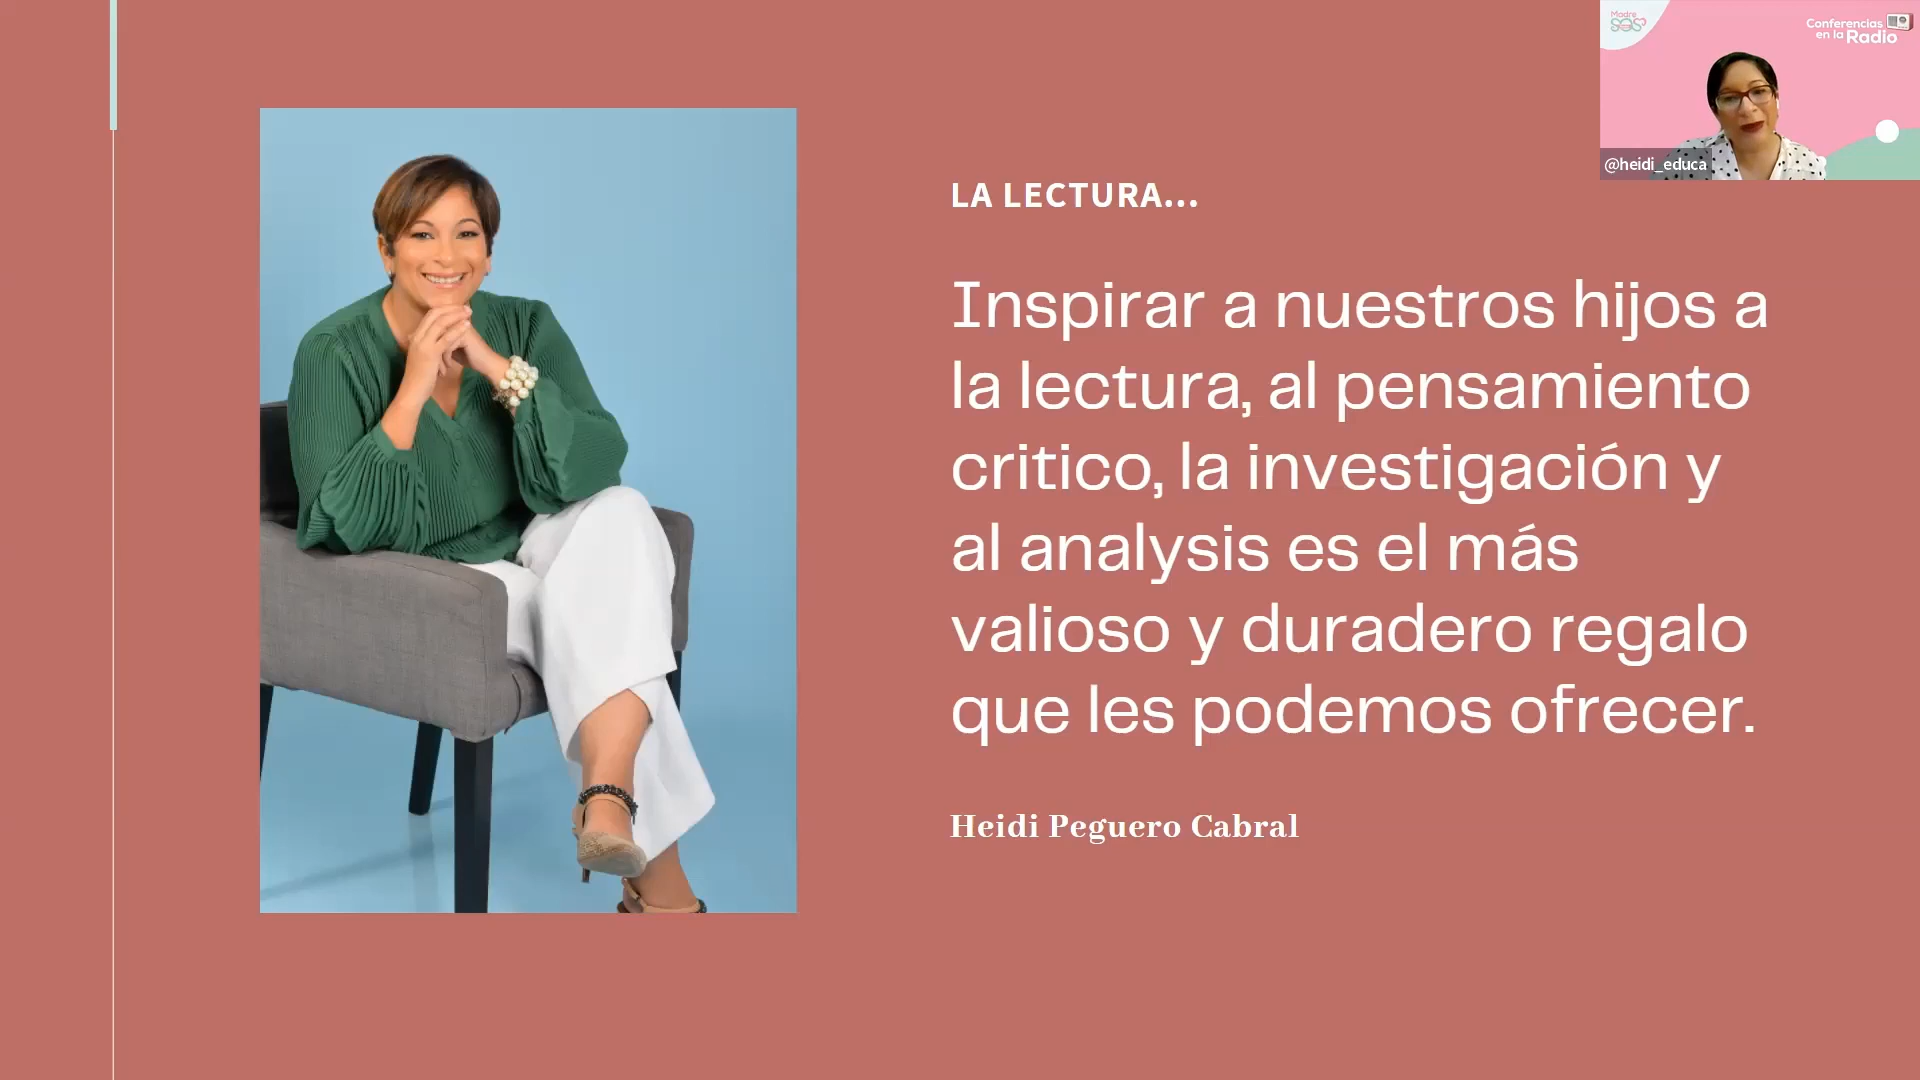 Madre
SOS
Conferencias
en la Radio
@heidi_educa
LA LECTURA...
Inspirar a nuestros hijos a
la lectura, al pensamiento
critico, la investigación y
al analysis es el más
valioso y duradero regalo
que les podemos ofrecer.
Heidi Peguero Cabral